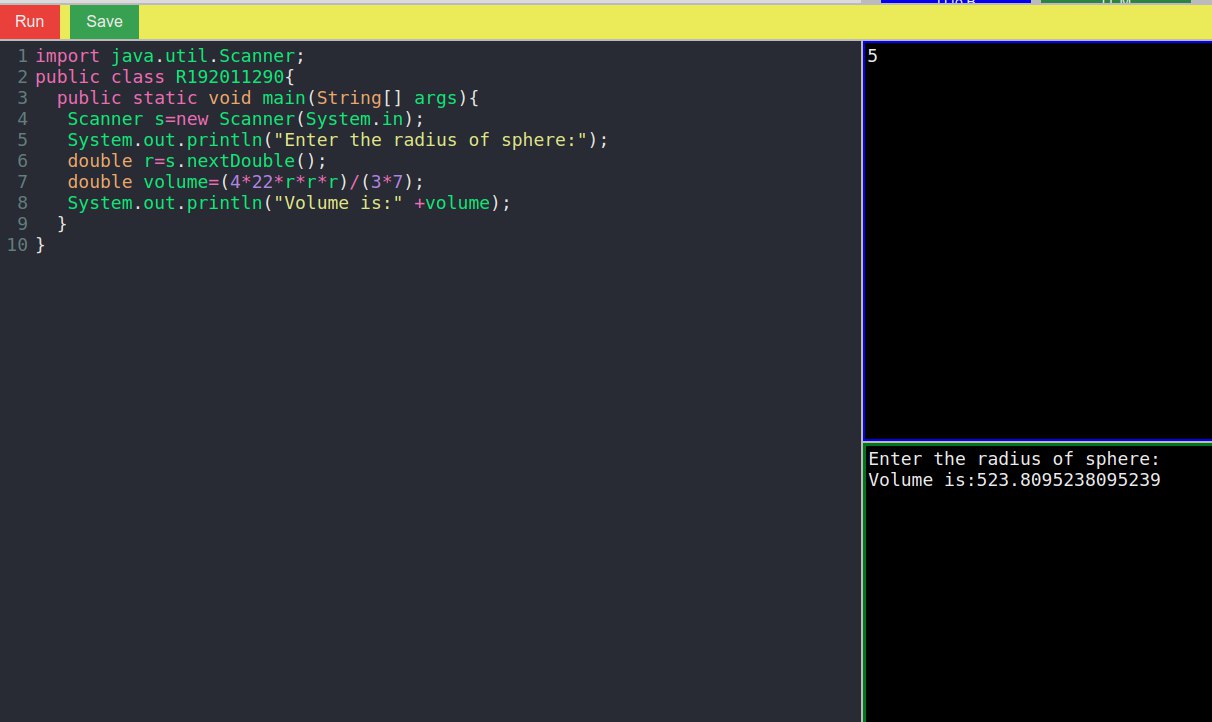 Run Save
1 import java.util.Scanner;
2 public class R192011290{
3   public static void main(String[] args){
4    Scanner s=new Scanner(System.in);
5    System.out.println("Enter the radius of sphere:");
6    double r=s.nextDouble();
7    double volume=(4*22*r*r*r)/(3*7);
8    System.out.println("Volume is:" +volume);
9   }
10 }
5
Enter the radius of sphere:
Volume is:523.8095238095239